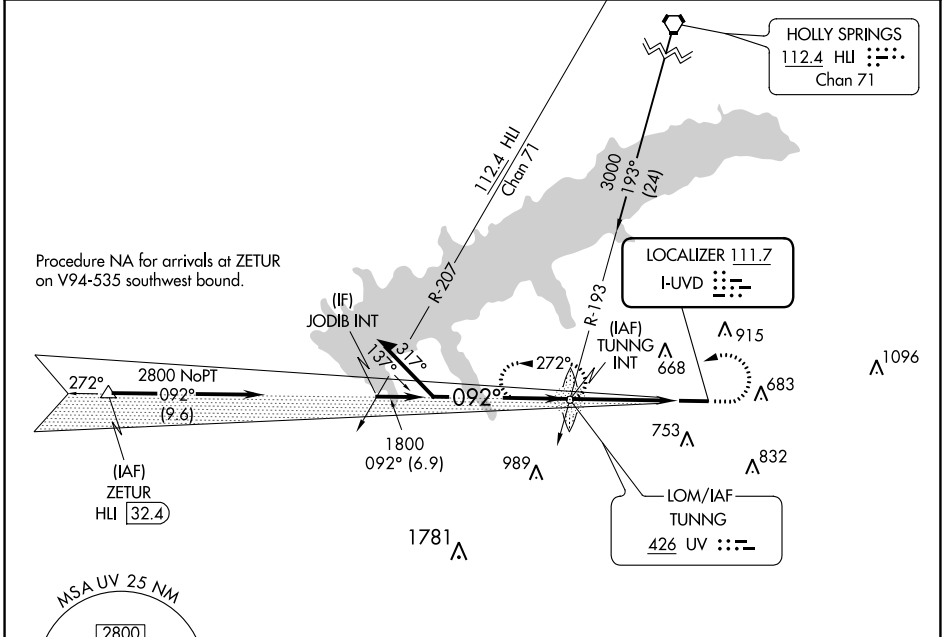 HOLLY SPRINGS
112.4 HLI
Chan 71
112.4 HLI
Chan 71
R-207
3000
193°
(24)
R-193
Procedure NA for arrivals at ZETUR
on V94-535 southwest bound.
LOCALIZER 111.7
I-UVD
(IF)
JODIB INT
(IAF)
TUNNG
INT
915
668
1096
683
753
832
989
1781
317°
137°
272°
272°
2800 NoPT
092°
(9.6)
092°
1800
092° (6.9)
(IAF)
ZETUR
HLI 32.4
LOM/IAF
TUNNG
426 UV
MSA UV 25 NM
2800